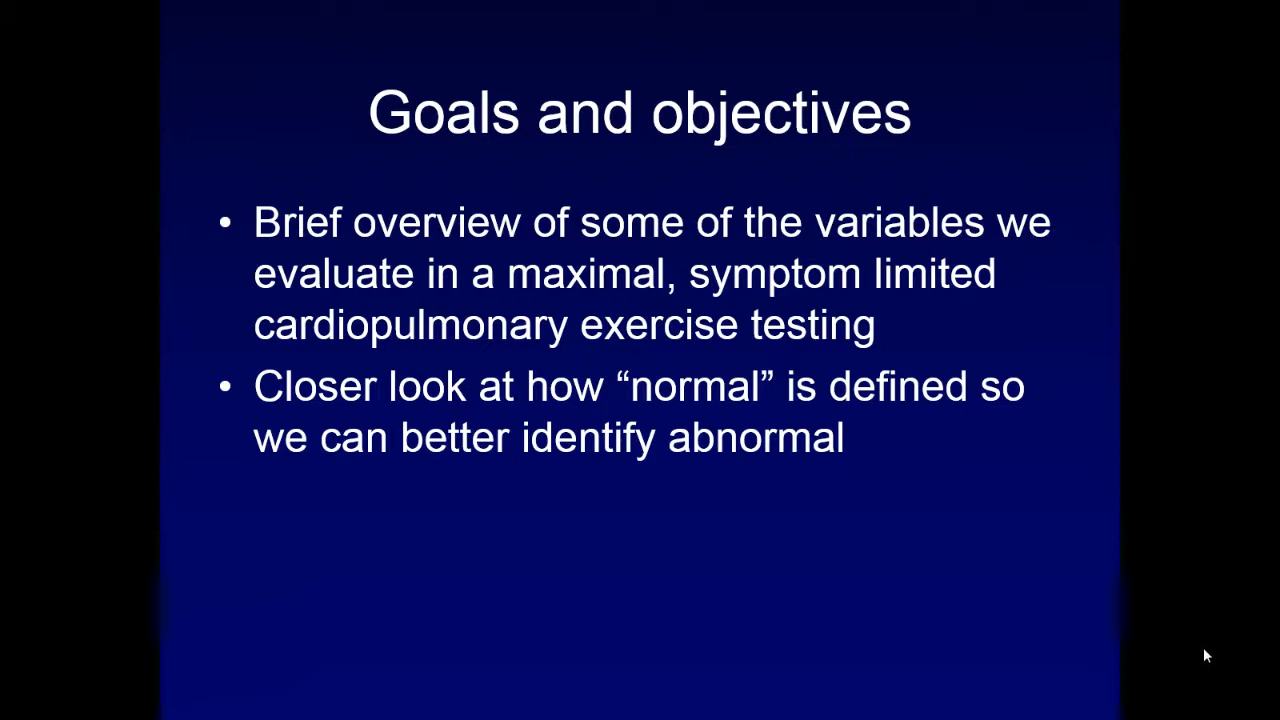 Goals and objectives
• Brief overview of some of the variables we
evaluate in a maximal, symptom limited
cardiopulmonary exercise testing
• Closer look at how “normal” is defined so
we can better identify abnormal